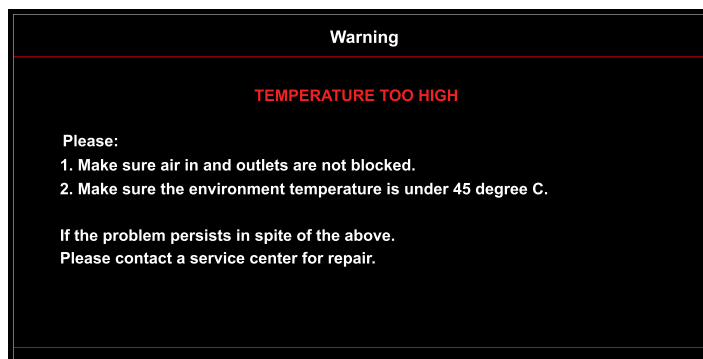 Warning
TEMPERATURE TOO HIGH
Please:
1. Make sure air in and outlets are not blocked.
2. Make sure the environment temperature is under 45 degree C.
If the problem persists in spite of the above.
Please contact a service center for repair.